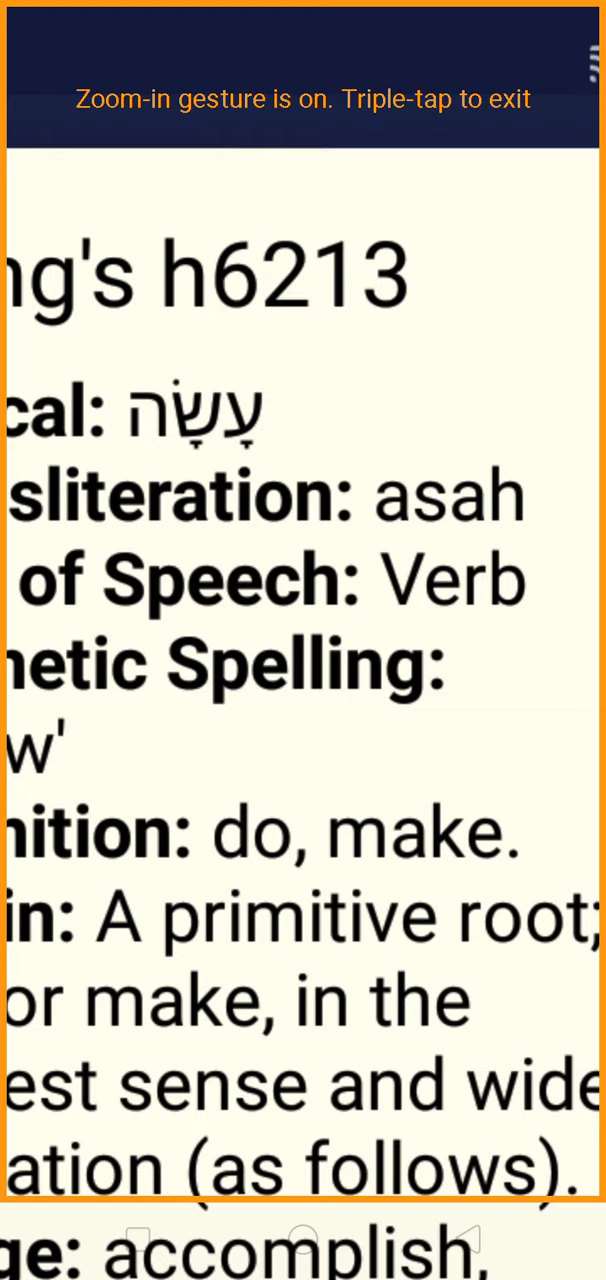 Zoom-in gesture is on. Triple-tap to exit
ng's h6213
cal: עָשָׂה
sliteration: asah
of Speech: Verb
netic Spelling:
w'
nition: do, make.
in: A primitive root;
or make, in the
est sense and wide
ation (as follows).
ge: accomplish,